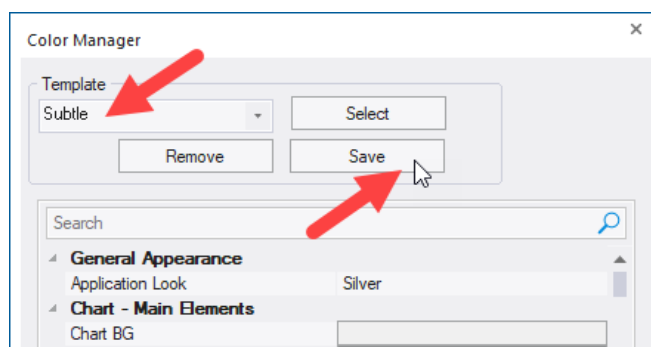 Color Manager
Template
Subtle
Select
Remove
Save
Search
General Appearance
Application Look Silver
Chart - Main Elements
Chart BG